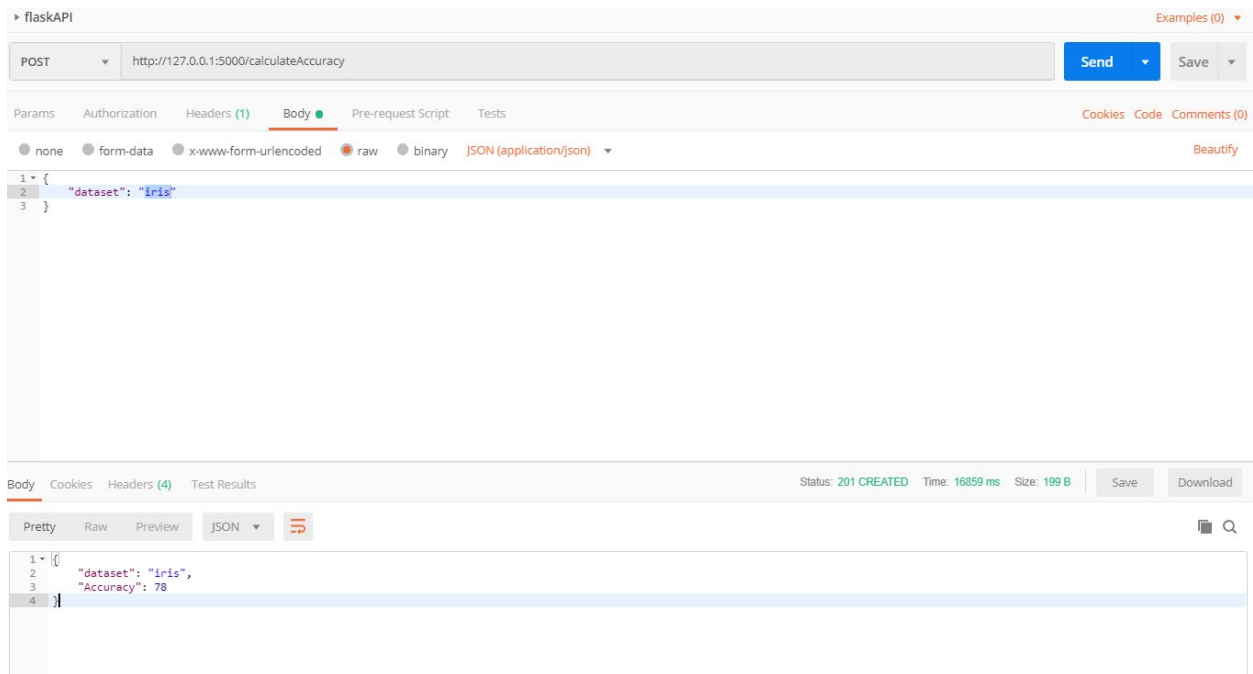 flaskAPI Examples (0)
POST http://127.0.0.1:5000/calculateAccuracy Send Save
Params Authorization Headers (1) Body Pre-request Script Tests Cookies Code Comments (0)
none form-data x-www-form-urlencoded raw binary JSON (application/json) Beautify
1 {
2 "dataset": "iris"
3 }
Body Cookies Headers (4) Test Results Status: 201 CREATED Time: 16859 ms Size: 199 B Save Download
Pretty Raw Preview JSON
1 {
2 "dataset": "iris",
3 "Accuracy": 78
4 }